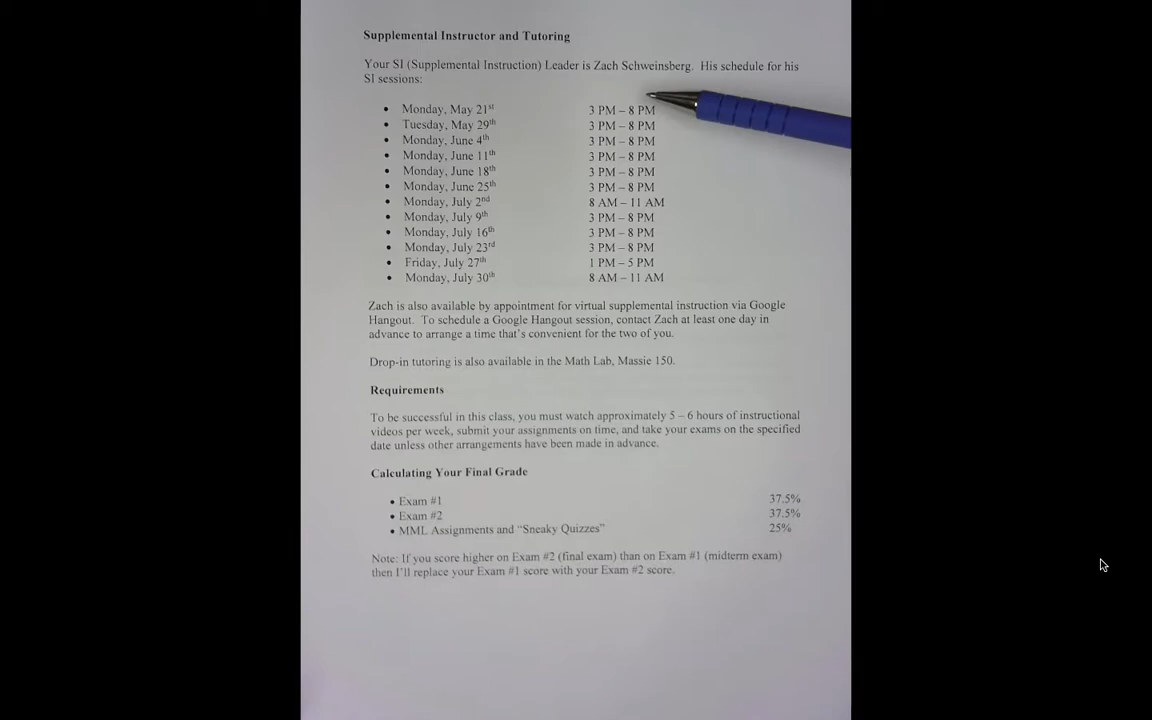 Supplemental Instructor and Tutoring
Your SI (Supplemental Instruction) Leader is Zach Schweinsberg. His schedule for his
SI sessions:
• Monday, May 21st 3 PM – 8 PM
• Tuesday, May 29th 3 PM – 8 PM
• Monday, June 4th 3 PM – 8 PM
• Monday, June 11th 3 PM – 8 PM
• Monday, June 18th 3 PM – 8 PM
• Monday, June 25th 3 PM – 8 PM
• Monday, July 2nd 8 AM – 11 AM
• Monday, July 9th 3 PM – 8 PM
• Monday, July 16th 3 PM – 8 PM
• Monday, July 23rd 3 PM – 8 PM
• Friday, July 27th 1 PM – 5 PM
• Monday, July 30th 8 AM – 11 AM
Zach is also available by appointment for virtual supplemental instruction via Google
Hangout. To schedule a Google Hangout session, contact Zach at least one day in
advance to arrange a time that's convenient for the two of you.
Drop-in tutoring is also available in the Math Lab, Massie 150.
Requirements
To be successful in this class, you must watch approximately 5 – 6 hours of instructional
videos per week, submit your assignments on time, and take your exams on the specified
date unless other arrangements have been made in advance.
Calculating Your Final Grade
• Exam #1 37.5%
• Exam #2 37.5%
• MML Assignments and "Sneaky Quizzes" 25%
Note: If you score higher on Exam #2 (final exam) than on Exam #1 (midterm exam)
then I'll replace your Exam #1 score with your Exam #2 score.